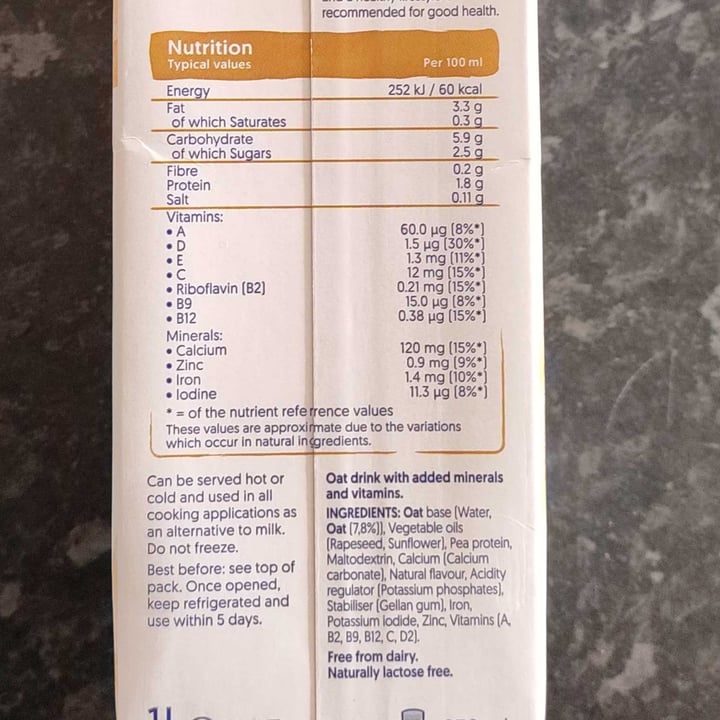 recommended for good health.
Nutrition
Typical values Per 100 ml
Energy 252 kJ / 60 kcal
Fat 3.3 g
of which Saturates 0.3 g
Carbohydrate 5.9 g
of which Sugars 2.5 g
Fibre 0.2 g
Protein 1.8 g
Salt 0.11 g
Vitamins:
• A 60.0 µg (8%*)
• D 1.5 µg (30%*)
• E 1.3 mg (11%*)
• C 12 mg (15%*)
• Riboflavin (B2) 0.21 mg (15%*)
• B9 15.0 µg (8%*)
• B12 0.38 µg (15%*)
Minerals:
• Calcium 120 mg (15%*)
• Zinc 0.9 mg (9%*)
• Iron 1.4 mg (10%*)
• Iodine 11.3 µg (8%*)
* = of the nutrient reference values
These values are approximate due to the variations
which occur in natural ingredients.
Can be served hot or
cold and used in all
cooking applications as
an alternative to milk.
Do not freeze.
Best before: see top of
pack. Once opened,
keep refrigerated and
use within 5 days.
Oat drink with added minerals
and vitamins.
INGREDIENTS: Oat base (Water,
Oat (7,8%)), Vegetable oils
(Rapeseed, Sunflower), Pea protein,
Maltodextrin, Calcium (Calcium
carbonate), Natural flavour, Acidity
regulator (Potassium phosphates),
Stabiliser (Gellan gum), Iron,
Potassium iodide, Zinc, Vitamins (A,
B2, B9, B12, C, D2).
Free from dairy.
Naturally lactose free.
1L